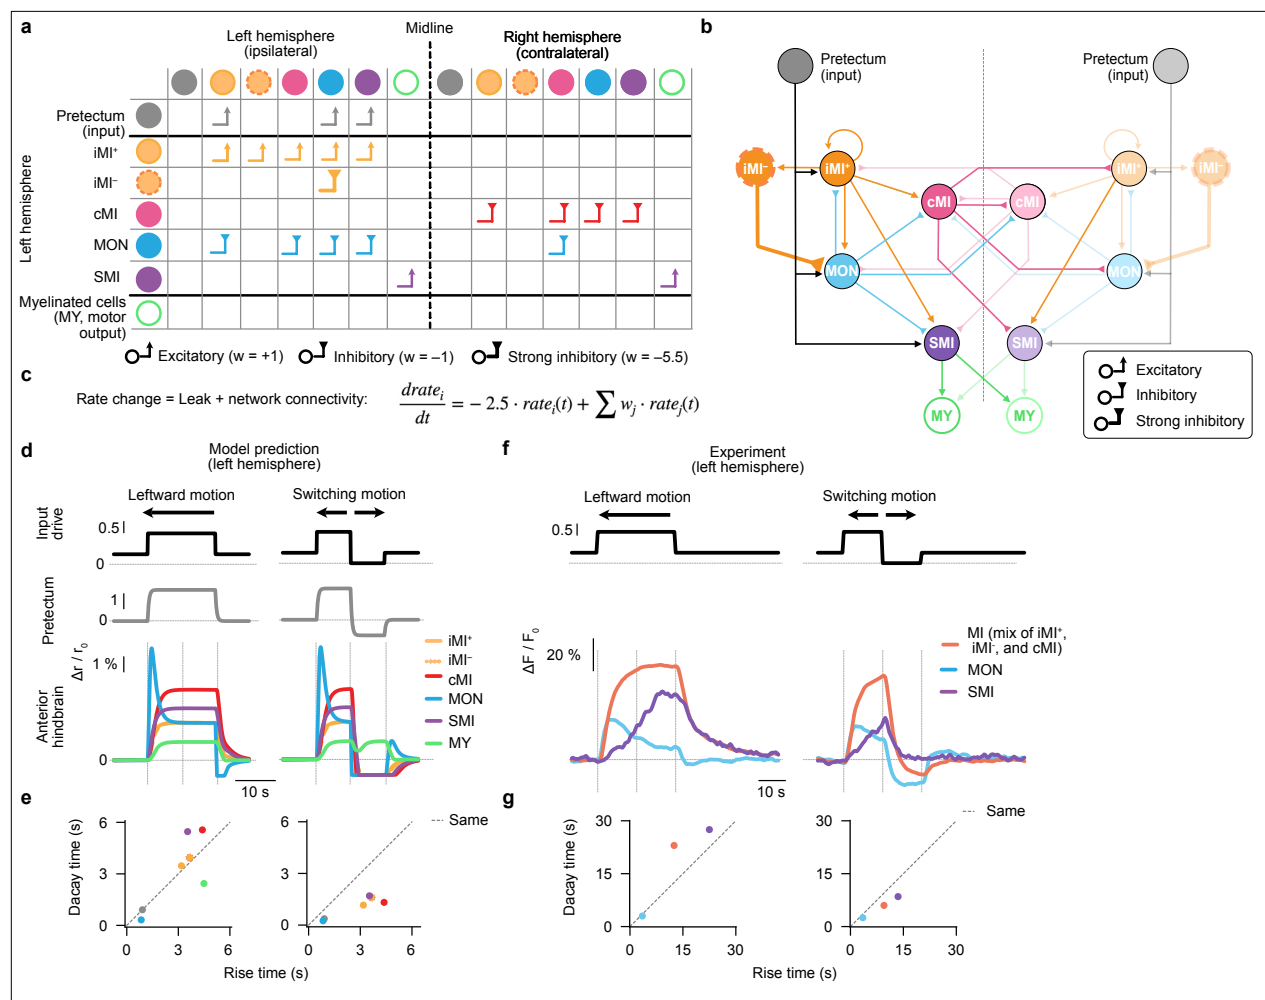 a
Left hemisphere
(ipsilateral)
Midline
Right hemisphere
(contralateral)
Left hemisphere
Pretectum
(input)
iMI⁺
iMI⁻
cMI
MON
SMI
Myelinated cells
(MY, motor
output)
Excitatory (w = +1)
Inhibitory (w = –1)
Strong inhibitory (w = –5.5)
b
Pretectum
(input)
Pretectum
(input)
iMI⁻
iMI⁺
iMI⁺
iMI⁻
cMI
cMI
MON
MON
SMI
SMI
MY
MY
Excitatory
Inhibitory
Strong inhibitory
c
Rate change = Leak + network connectivity:
drate_i/dt = − 2.5 · rate_i(t) + ∑ w_j · rate_j(t)
d
Model prediction
(left hemisphere)
Leftward motion
Switching motion
Input
drive
0.5
0
Pretectum
1
0
Anterior
hindbrain
Δr / r₀
1 %
0
iMI⁺
iMI⁻
cMI
MON
SMI
MY
10 s
e
Dacay time (s)
6
3
0
0 3 6
6
3
0
0 3 6
Rise time (s)
Same
f
Experiment
(left hemisphere)
Leftward motion
Switching motion
0.5
ΔF / F₀
20 %
0
MI (mix of iMI⁺,
iMI⁻, and cMI)
MON
SMI
10 s
g
Dacay time (s)
30
15
0
0 15 30
30
15
0
0 15 30
Rise time (s)
Same